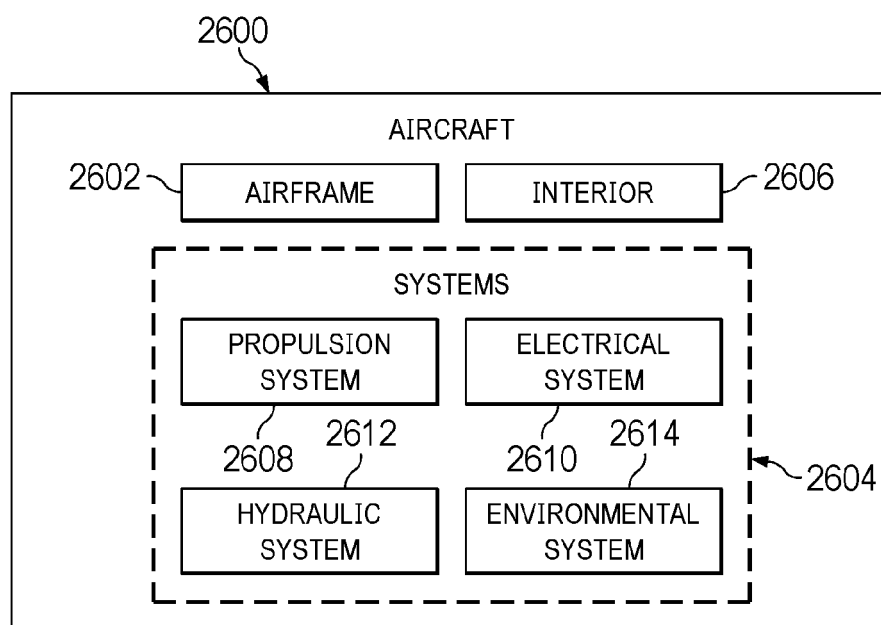 2600
AIRCRAFT
2602
AIRFRAME
INTERIOR
2606
SYSTEMS
PROPULSION
SYSTEM
ELECTRICAL
SYSTEM
2608
2612
2610
2614
2604
HYDRAULIC
SYSTEM
ENVIRONMENTAL
SYSTEM